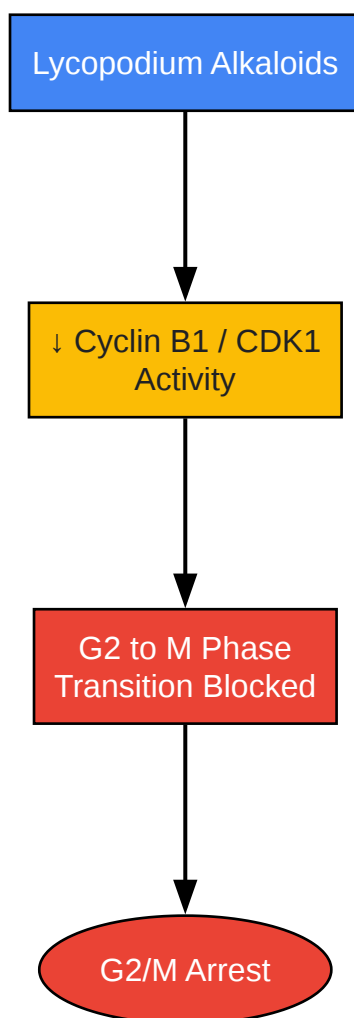 Lycopodium Alkaloids
↓ Cyclin B1 / CDK1
Activity
G2 to M Phase
Transition Blocked
G2/M Arrest